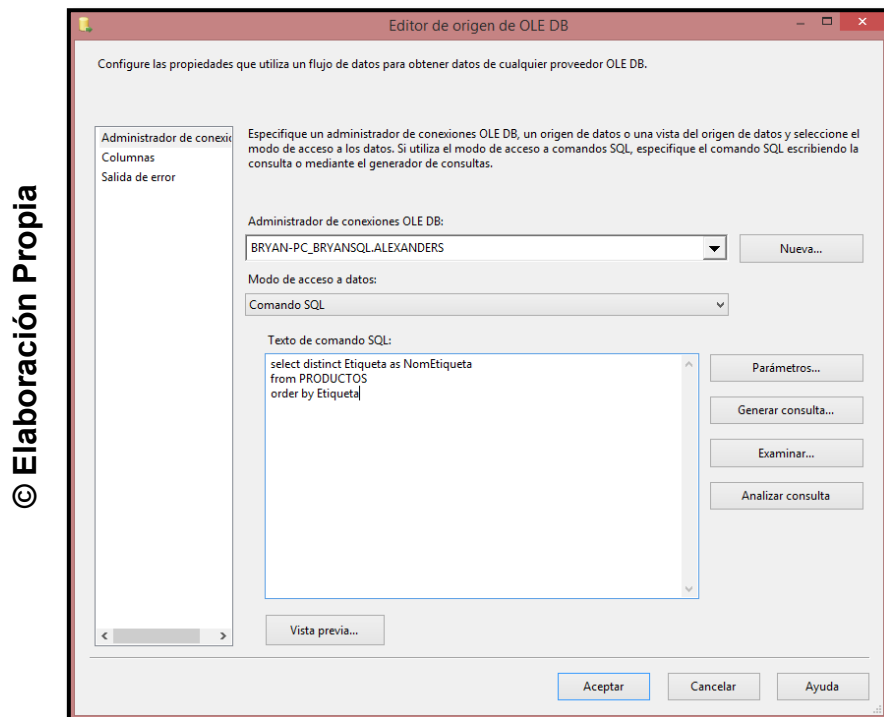 © Elaboración Propia
Editor de origen de OLE DB
Configure las propiedades que utiliza un flujo de datos para obtener datos de cualquier proveedor OLE DB.
Administrador de conexió
Columnas
Salida de error
Especifique un administrador de conexiones OLE DB, un origen de datos o una vista del origen de datos y seleccione el
modo de acceso a los datos. Si utiliza el modo de acceso a comandos SQL, especifique el comando SQL escribiendo la
consulta o mediante el generador de consultas.
Administrador de conexiones OLE DB:
BRYAN-PC_BRYANSQL.ALEXANDERS
Nueva...
Modo de acceso a datos:
Comando SQL
Texto de comando SQL:
select distinct Etiqueta as NomEtiqueta
from PRODUCTOS
order by Etiqueta
Parámetros...
Generar consulta...
Examinar...
Analizar consulta
Vista previa...
Aceptar
Cancelar
Ayuda